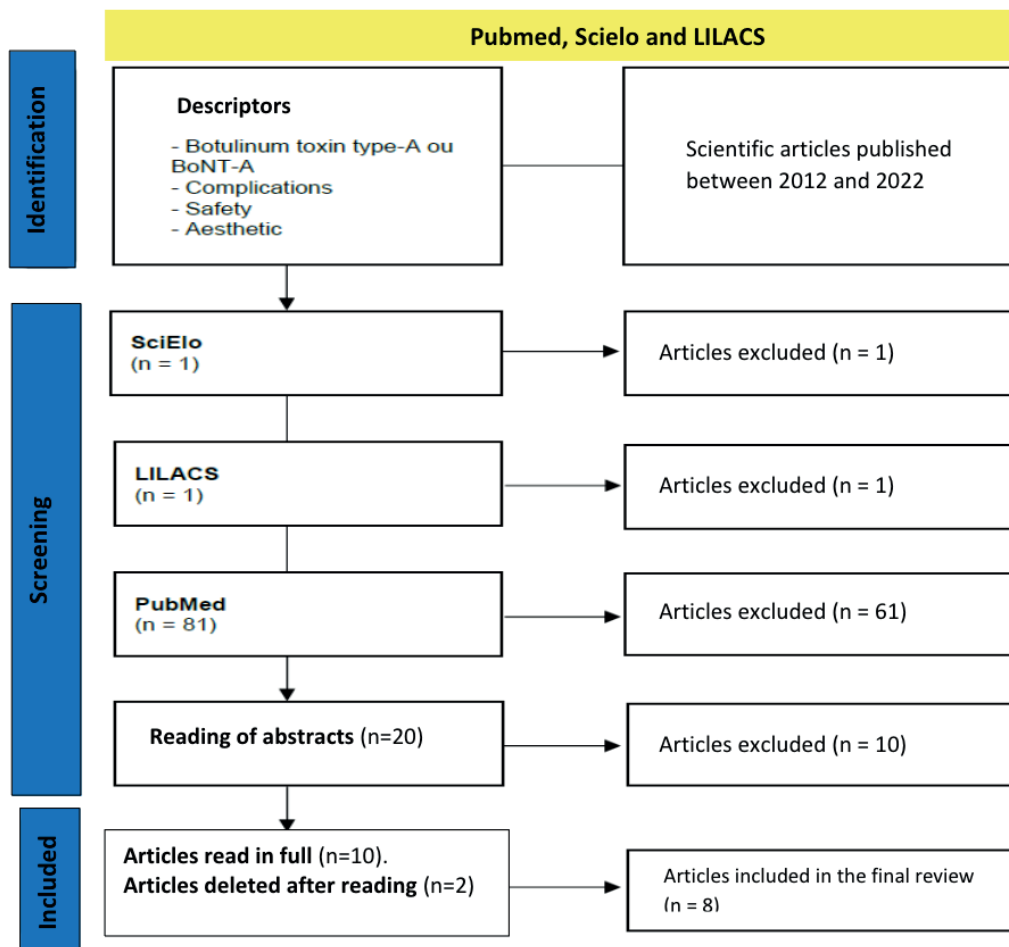 Pubmed, Scielo and LILACS
Identification
Descriptors
- Botulinum toxin type-A ou
BoNT-A
- Complications
- Safety
- Aesthetic
Scientific articles published
between 2012 and 2022
Screening
SciElo
(n = 1)
Articles excluded (n = 1)
LILACS
(n = 1)
Articles excluded (n = 1)
PubMed
(n = 81)
Articles excluded (n = 61)
Reading of abstracts (n=20)
Articles excluded (n = 10)
Included
Articles read in full (n=10).
Articles deleted after reading (n=2)
Articles included in the final review
(n = 8)